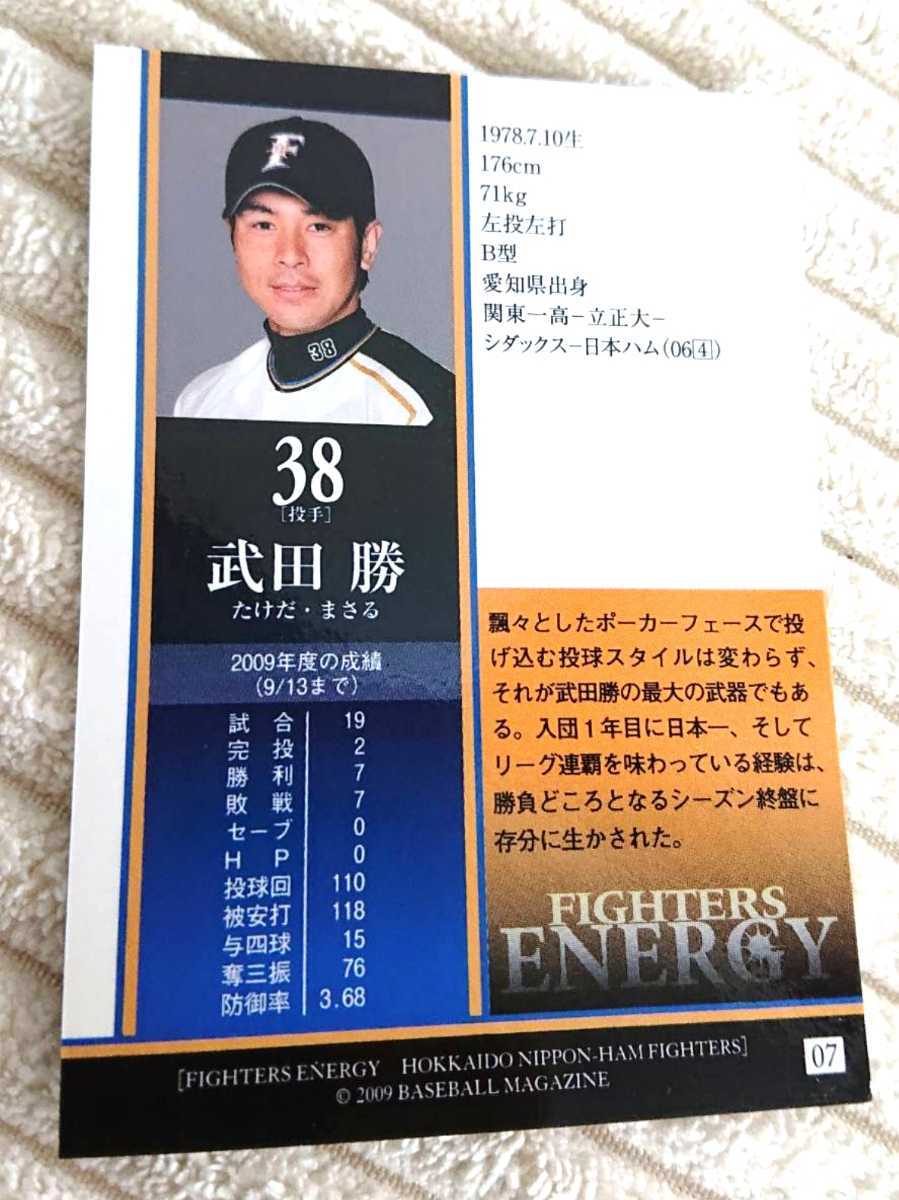 F
38
38
[投手]
武田 勝
たけだ・まさる
2009年度の成績
(9/13まで)
試合 19
完投 2
勝利 7
敗戦 7
セーブ 0
HP 0
投球回 110
被安打 118
与四球 15
奪三振 76
防御率 3.68
1978.7.10生
176cm
71kg
左投左打
B型
愛知県出身
関東一高−立正大−
シダックス−日本ハム(06④)
飄々としたポーカーフェースで投
げ込む投球スタイルは変わらず、
それが武田勝の最大の武器でもあ
る。入団1年目に日本一、そして
リーグ連覇を味わっている経験は、
勝負どころとなるシーズン終盤に
存分に生かされた。
FIGHTERS
ENERGY
[FIGHTERS ENERGY HOKKAIDO NIPPON-HAM FIGHTERS]
© 2009 BASEBALL MAGAZINE
07